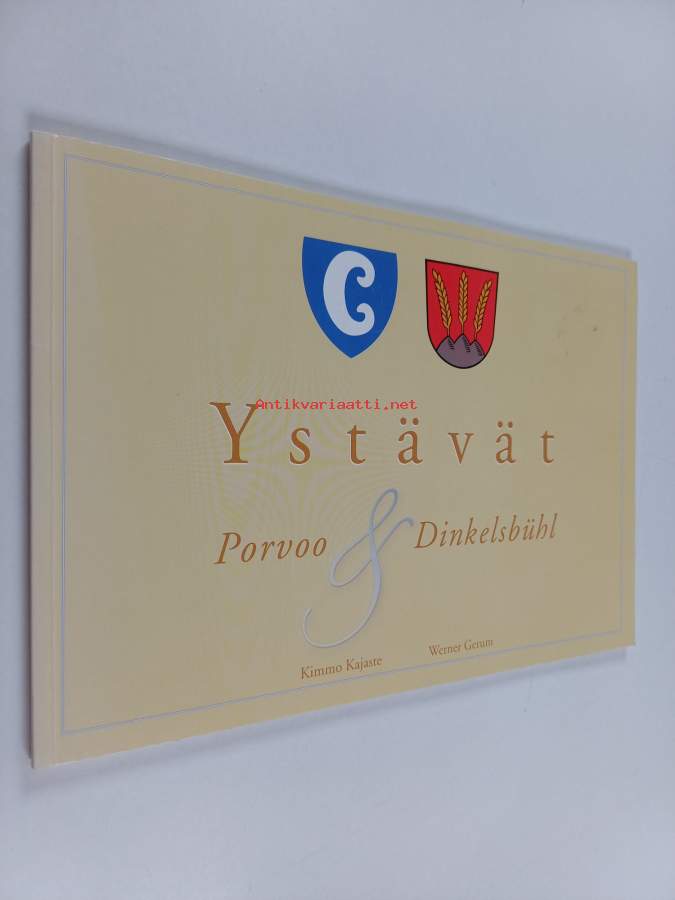 C
Antikvariaatti.net
Ystävät
Porvoo & Dinkelsbühl
Kimmo Kajaste Werner Gerum